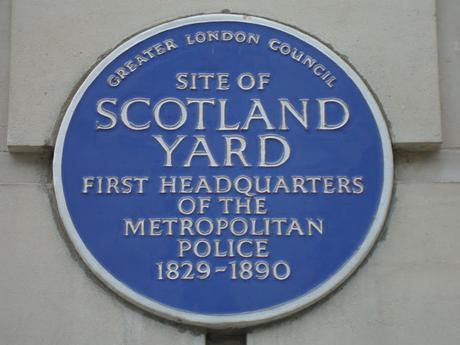 GREATER LONDON COUNCIL
SITE OF
SCOTLAND
YARD
FIRST HEADQUARTERS
OF THE
METROPOLITAN
POLICE
1829-1890